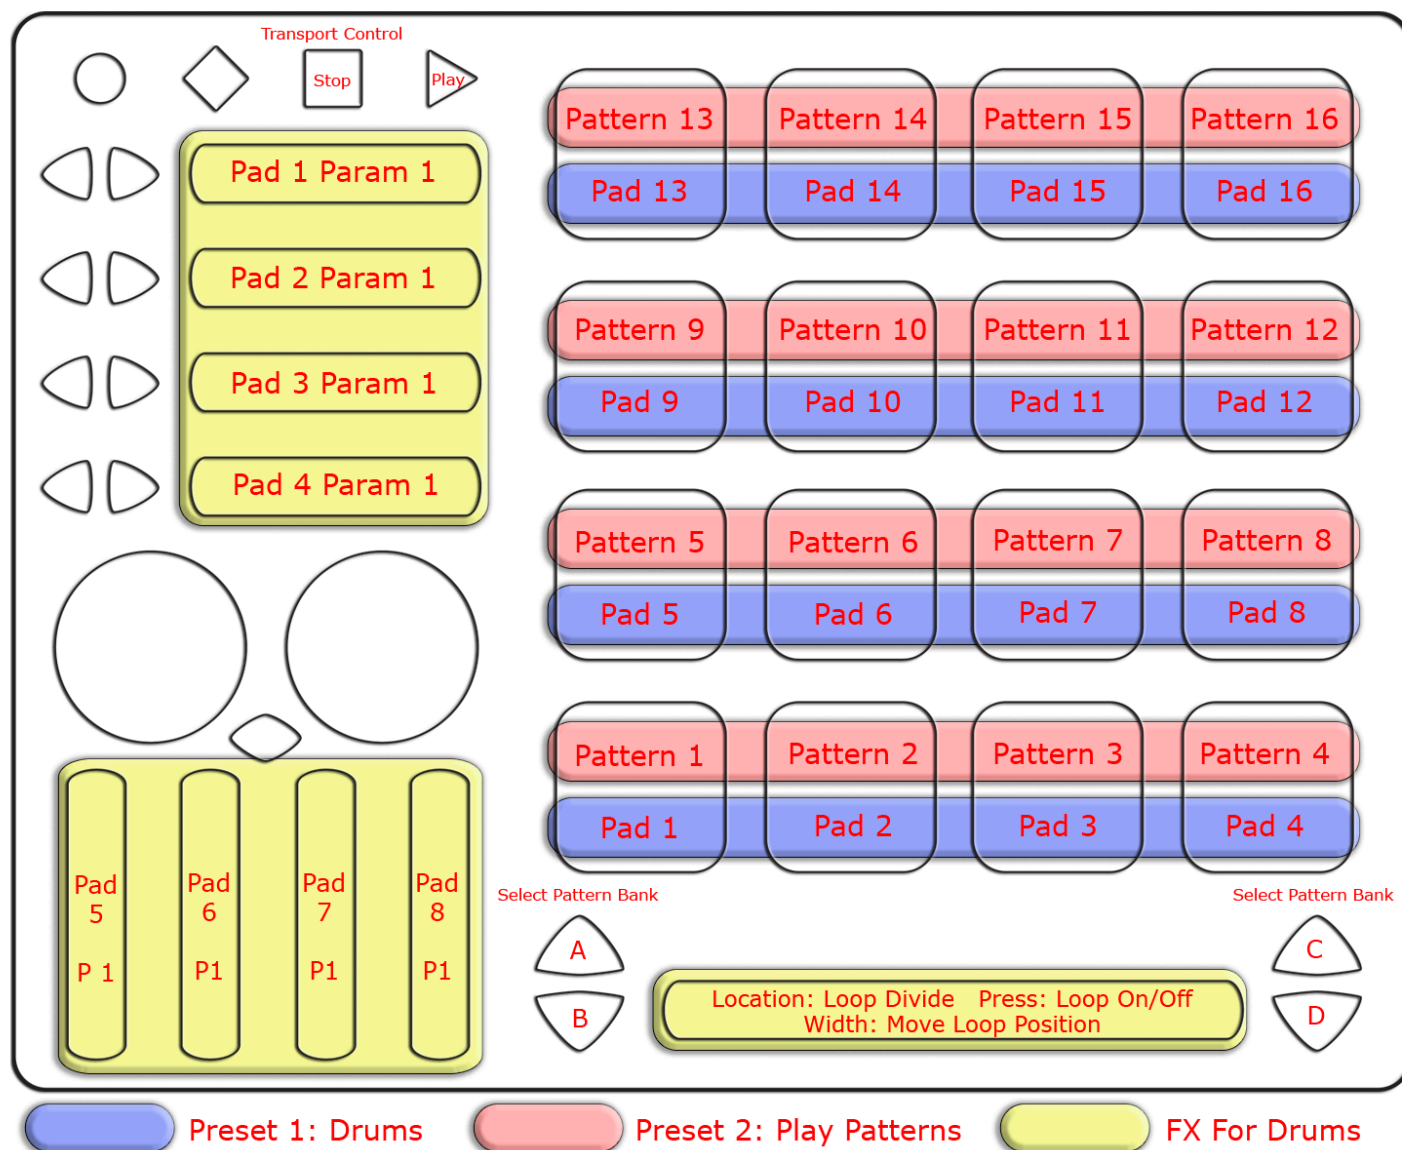 Transport Control
Stop
Play
Pad 1 Param 1
Pad 2 Param 1
Pad 3 Param 1
Pad 4 Param 1
Pattern 13 Pattern 14 Pattern 15 Pattern 16
Pad 13 Pad 14 Pad 15 Pad 16
Pattern 9 Pattern 10 Pattern 11 Pattern 12
Pad 9 Pad 10 Pad 11 Pad 12
Pattern 5 Pattern 6 Pattern 7 Pattern 8
Pad 5 Pad 6 Pad 7 Pad 8
Pattern 1 Pattern 2 Pattern 3 Pattern 4
Pad 1 Pad 2 Pad 3 Pad 4
Pad Pad Pad Pad
5 6 7 8
P 1 P1 P1 P1
Select Pattern Bank
A
B
Location: Loop Divide Press: Loop On/Off
Width: Move Loop Position
Select Pattern Bank
C
D
Preset 1: Drums Preset 2: Play Patterns FX For Drums